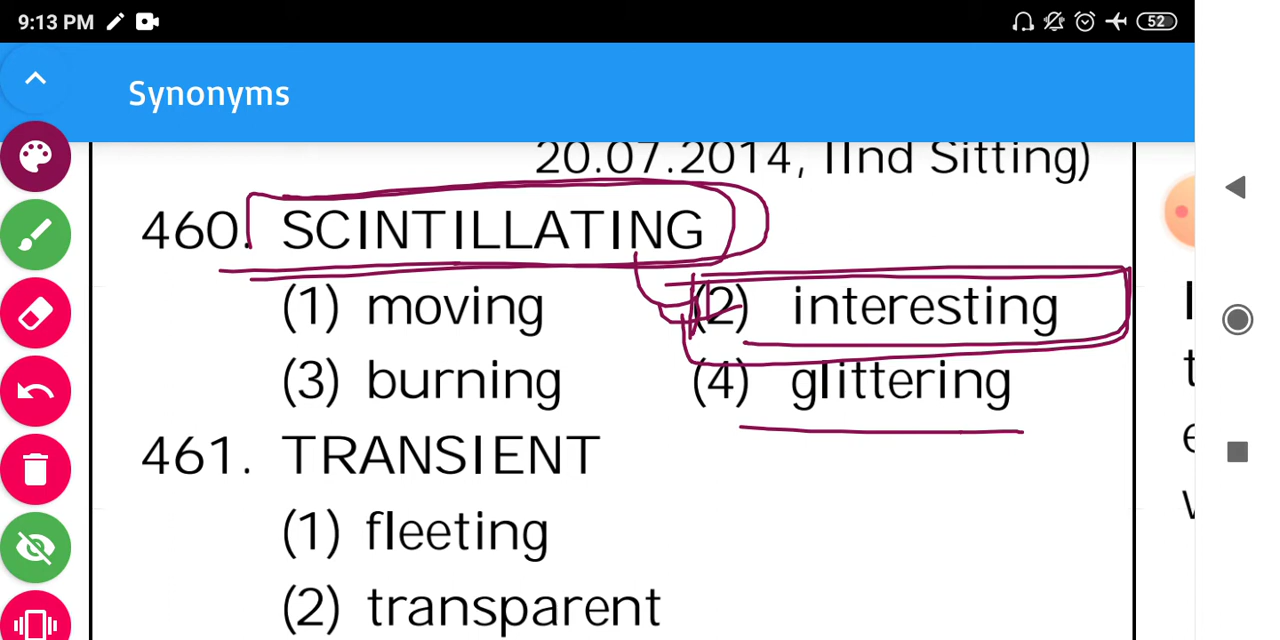 9:13 PM 52
Synonyms
20.07.2014, IInd Sitting)
460. SCINTILLATING
(1) moving (2) interesting
(3) burning (4) glittering
461. TRANSIENT
(1) fleeting
(2) transparent